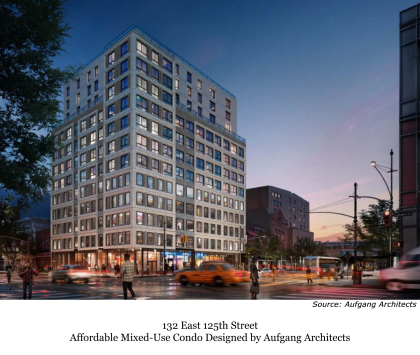 Source: Aufgang Architects
132 East 125th Street
Affordable Mixed-Use Condo Designed by Aufgang Architects